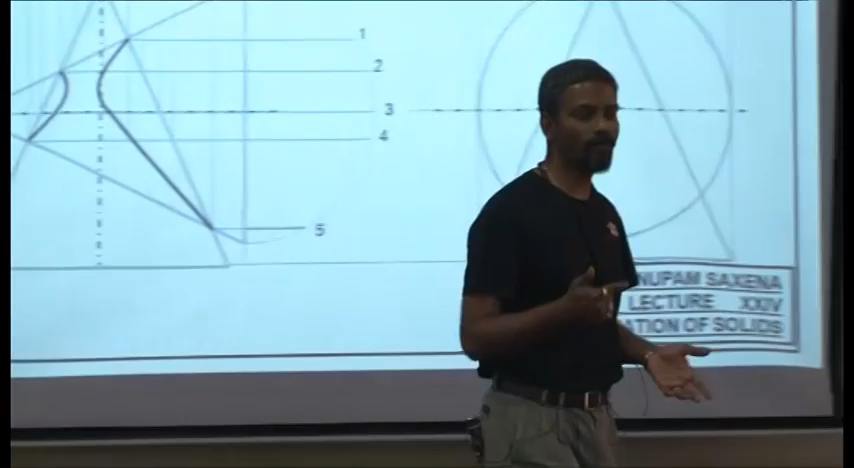 1
2
3
4
5
NUPAM SAXENA
LECTURE XXIV
ATION OF SOLIDS